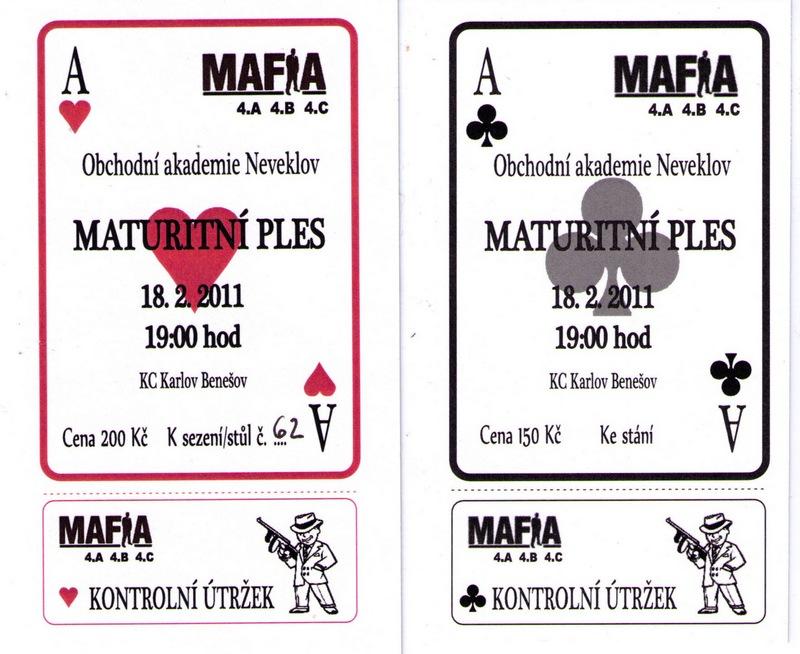 A
MAFIA
4.A 4.B 4.C
Obchodní akademie Neveklov
MATURITNÍ PLES
18. 2. 2011
19:00 hod
KC Karlov Benešov
Cena 200 Kč K sezení/stůl č. 62
A
MAFIA
4.A 4.B 4.C
KONTROLNÍ ÚTRŽEK
A
MAFIA
4.A 4.B 4.C
Obchodní akademie Neveklov
MATURITNÍ PLES
18. 2. 2011
19:00 hod
KC Karlov Benešov
Cena 150 Kč Ke stání
A
MAFIA
4.A 4.B 4.C
KONTROLNÍ ÚTRŽEK